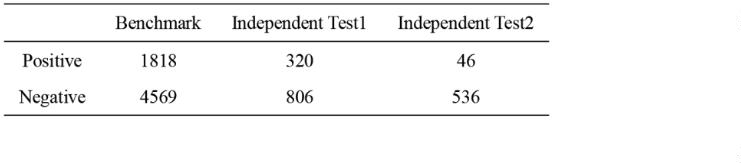 Benchmark Independent Test1 Independent Test2
Positive 1818 320 46
Negative 4569 806 536